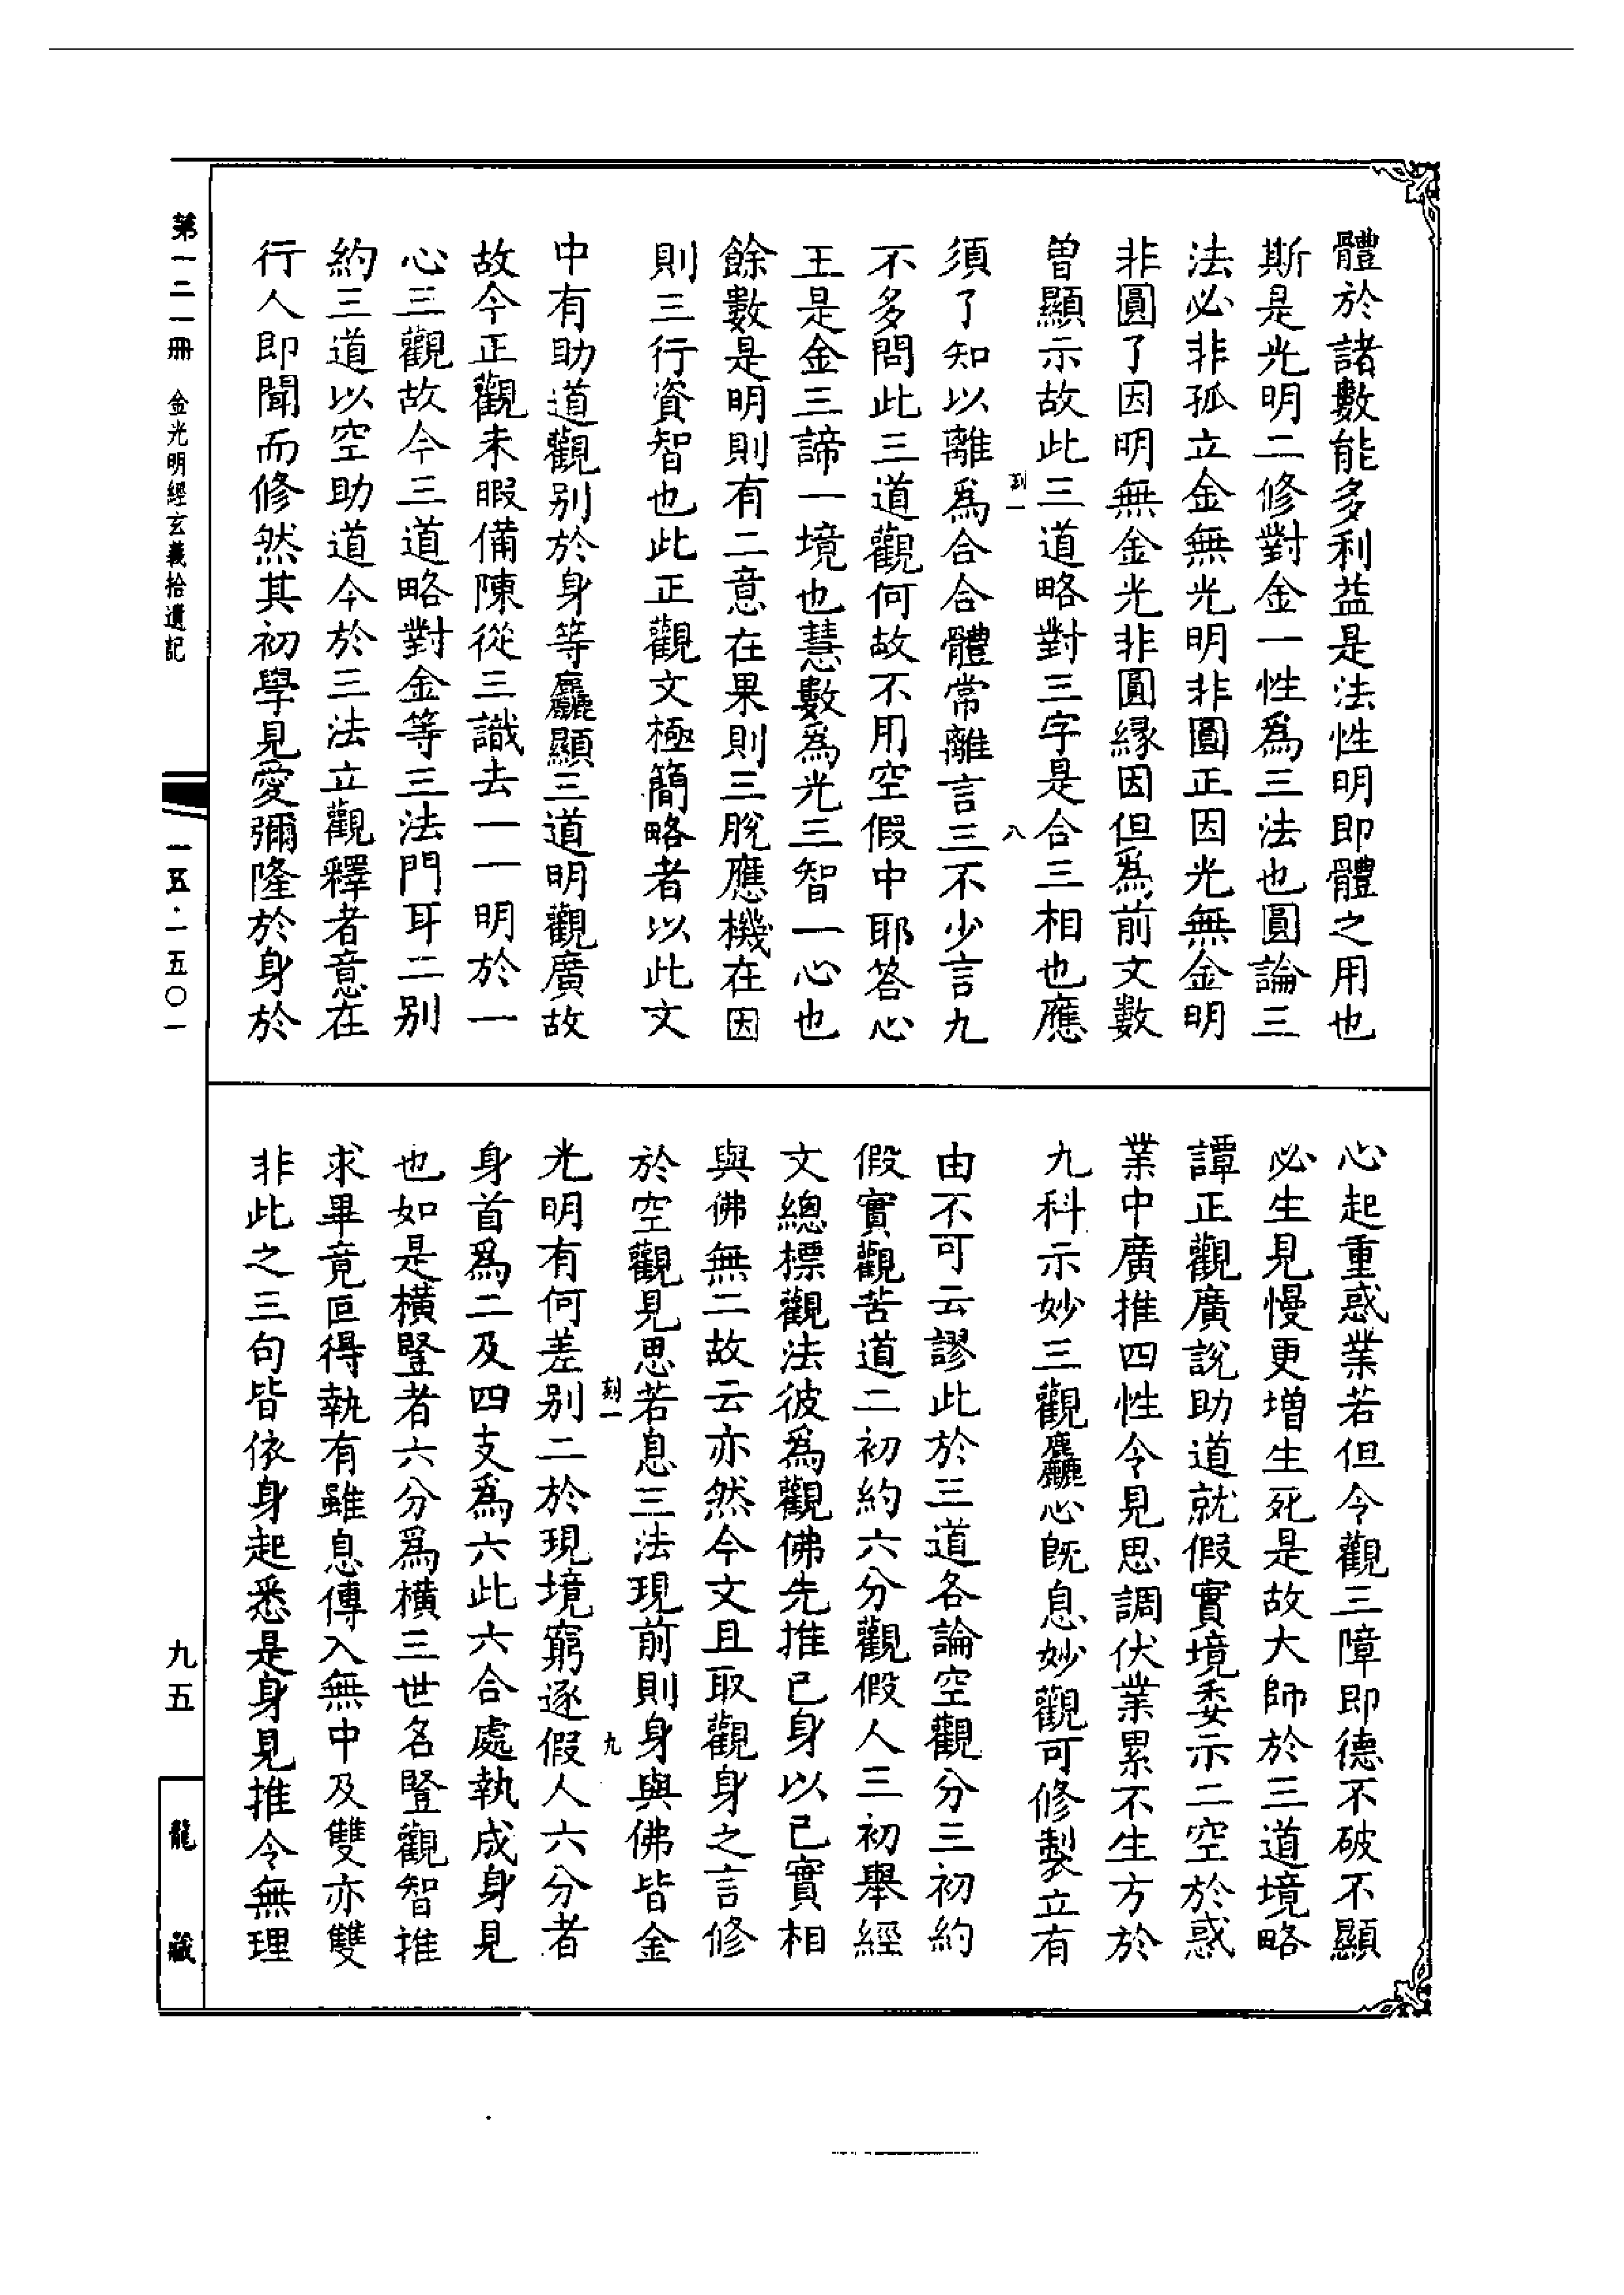 體於諸數能多利益是法性明即體之用也
斯是光明二修對金一性爲三法也圓論三
法必非孤立金無光明非圓正因光無金明
非圓了因明無金光非圓緣因但爲前文數
曾顯示故此三道略對三字是合三相也應
刻一
八
須了知以離爲合合體常離言三不少言九
不多問此三道觀何故不用空假中耶答心
王是金三諦一境也慧數爲光三智一心也
餘數是明則有二意在果則三脫應機在因
則三行資智也此正觀文極簡略者以此文
中有助道觀别於身等麤顯三道明觀廣故
故今正觀未暇備陳從三識去一一明於一
心三觀故今三道略對金等三法門耳二别
約三道以空助道今於三法立觀釋者意在
行人即聞而修然其初學見愛彌隆於身於
心起重惑業若但令觀三障即德不破不顯
必生見慢更增生死是故大師於三道境略
譚正觀廣說助道就假實境委示二空於惑
業中廣推四性令見思調伏業累不生方於
九科示妙三觀麤心旣息妙觀可修製立有
由不可云謬此於三道各論空觀分三初約
假實觀苦道二初約六分觀假人三初舉經
文總標觀法彼爲觀佛先推已身以已實相
與佛無二故云亦然今文且取觀身之言修
於空觀見思若息三法現前則身與佛皆金
刻一
九
光明有何差别二於現境窮逐假人六分者
身首爲二及四支爲六此六合處執成身見
也如是橫豎者六分爲橫三世名豎觀智推
求畢竟叵得執有雖息傳入無中及雙亦雙
非此之三句皆依身起悉是身見推令無理
第一二一冊 金光明經玄義拾遺記
一五·一五〇一
九五
龍藏